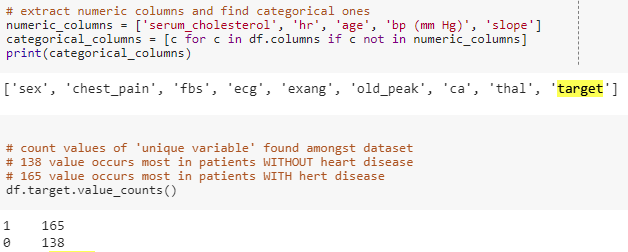 # extract numeric columns and find categorical ones
numeric_columns = ['serum_cholesterol', 'hr', 'age', 'bp (mm Hg)', 'slope']
categorical_columns = [c for c in df.columns if c not in numeric_columns]
print(categorical_columns)
['sex', 'chest_pain', 'fbs', 'ecg', 'exang', 'old_peak', 'ca', 'thal', 'target']
# count values of 'unique variable' found amongst dataset
# 138 value occurs most in patients WITHOUT heart disease
# 165 value occurs most in patients WITH hert disease
df.target.value_counts()
1 165
0 138